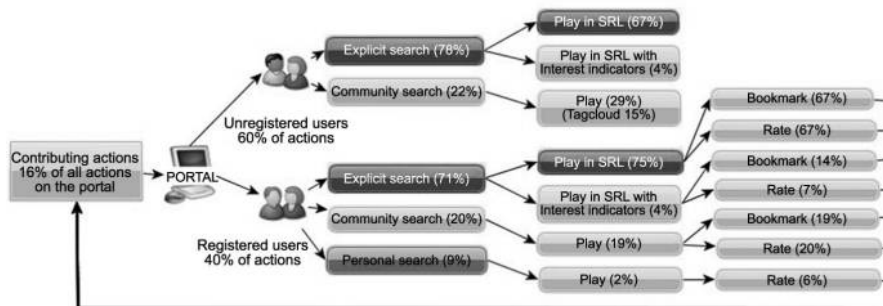 Explicit search (78%)
Play in SRL (67%)
Play in SRL with
Interest indicators (4%)
Community search (22%)
Play (29%)
(Tagcloud 15%)
Unregistered users
60% of actions
Contributing actions
16% of all actions
on the portal
PORTAL
Explicit search (71%)
Play in SRL (75%)
Bookmark (67%)
Rate (67%)
Play in SRL with
Interest indicators (4%)
Bookmark (14%)
Rate (7%)
Community search (20%)
Play (19%)
Bookmark (19%)
Rate (20%)
Registered users
40% of actions
Personal search (9%)
Play (2%)
Rate (6%)